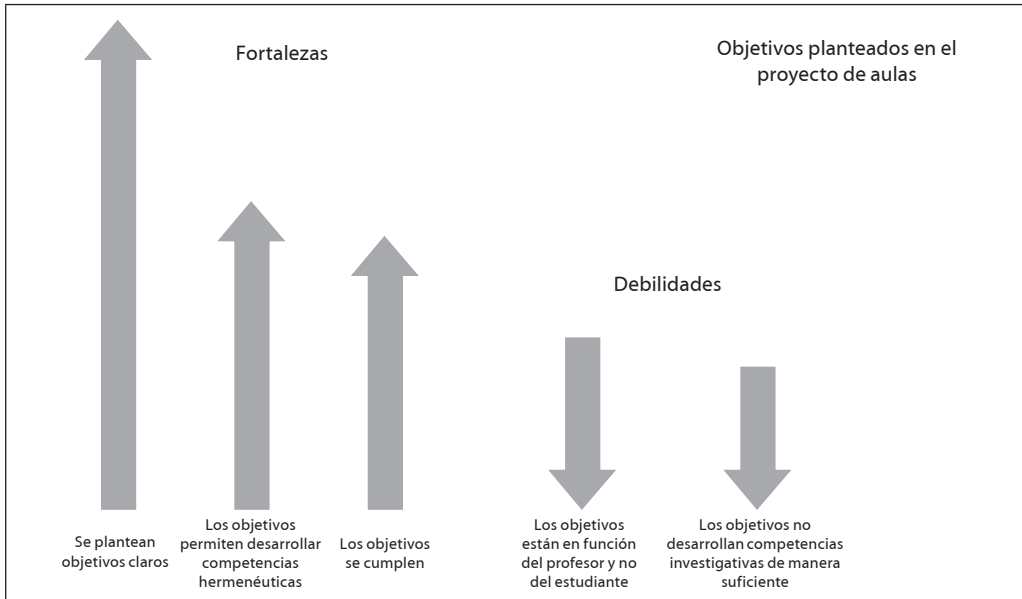 Fortalezas
Objetivos planteados en el
proyecto de aulas
Debilidades
Se plantean
objetivos claros
Los objetivos
permiten desarrollar
competencias
hermenéuticas
Los objetivos
se cumplen
Los objetivos
están en función
del profesor y no
del estudiante
Los objetivos no
desarrollan competencias
investigativas de manera
suficiente